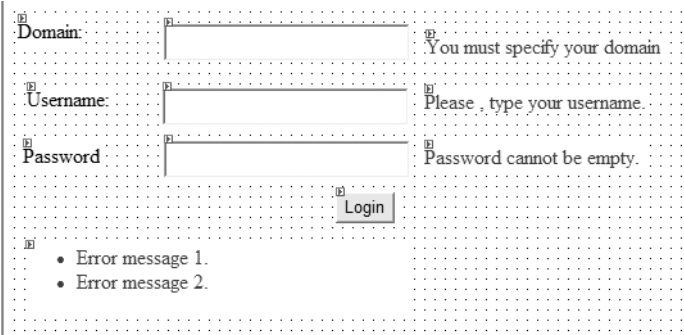 Domain:
You must specify your domain
Username:
Please , type your username.
Password
Password cannot be empty.
Login
• Error message 1.
• Error message 2.